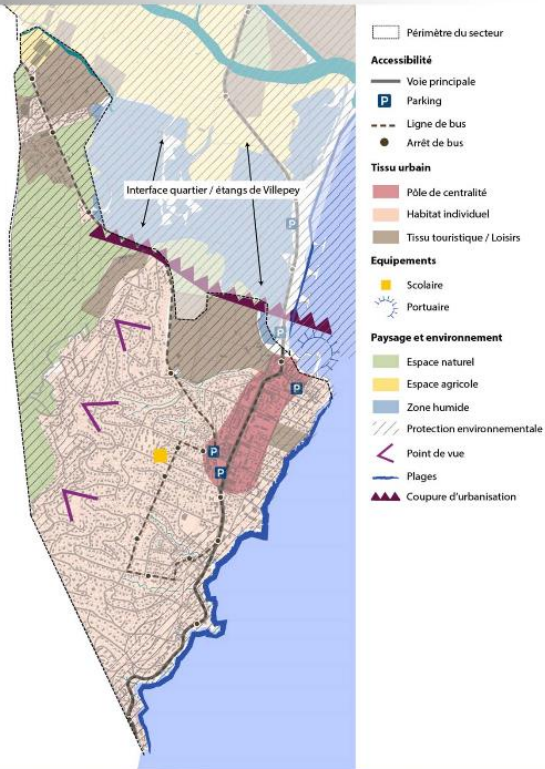 Interface quartier / étangs de Villepey
P
P
P
P
P
Périmètre du secteur
Accessibilité
Voie principale
P Parking
Ligne de bus
Arrêt de bus
Tissu urbain
Pôle de centralité
Habitat individuel
Tissu touristique / Loisirs
Equipements
Scolaire
Portuaire
Paysage et environnement
Espace naturel
Espace agricole
Zone humide
Protection environnementale
Point de vue
Plages
Coupure d'urbanisation